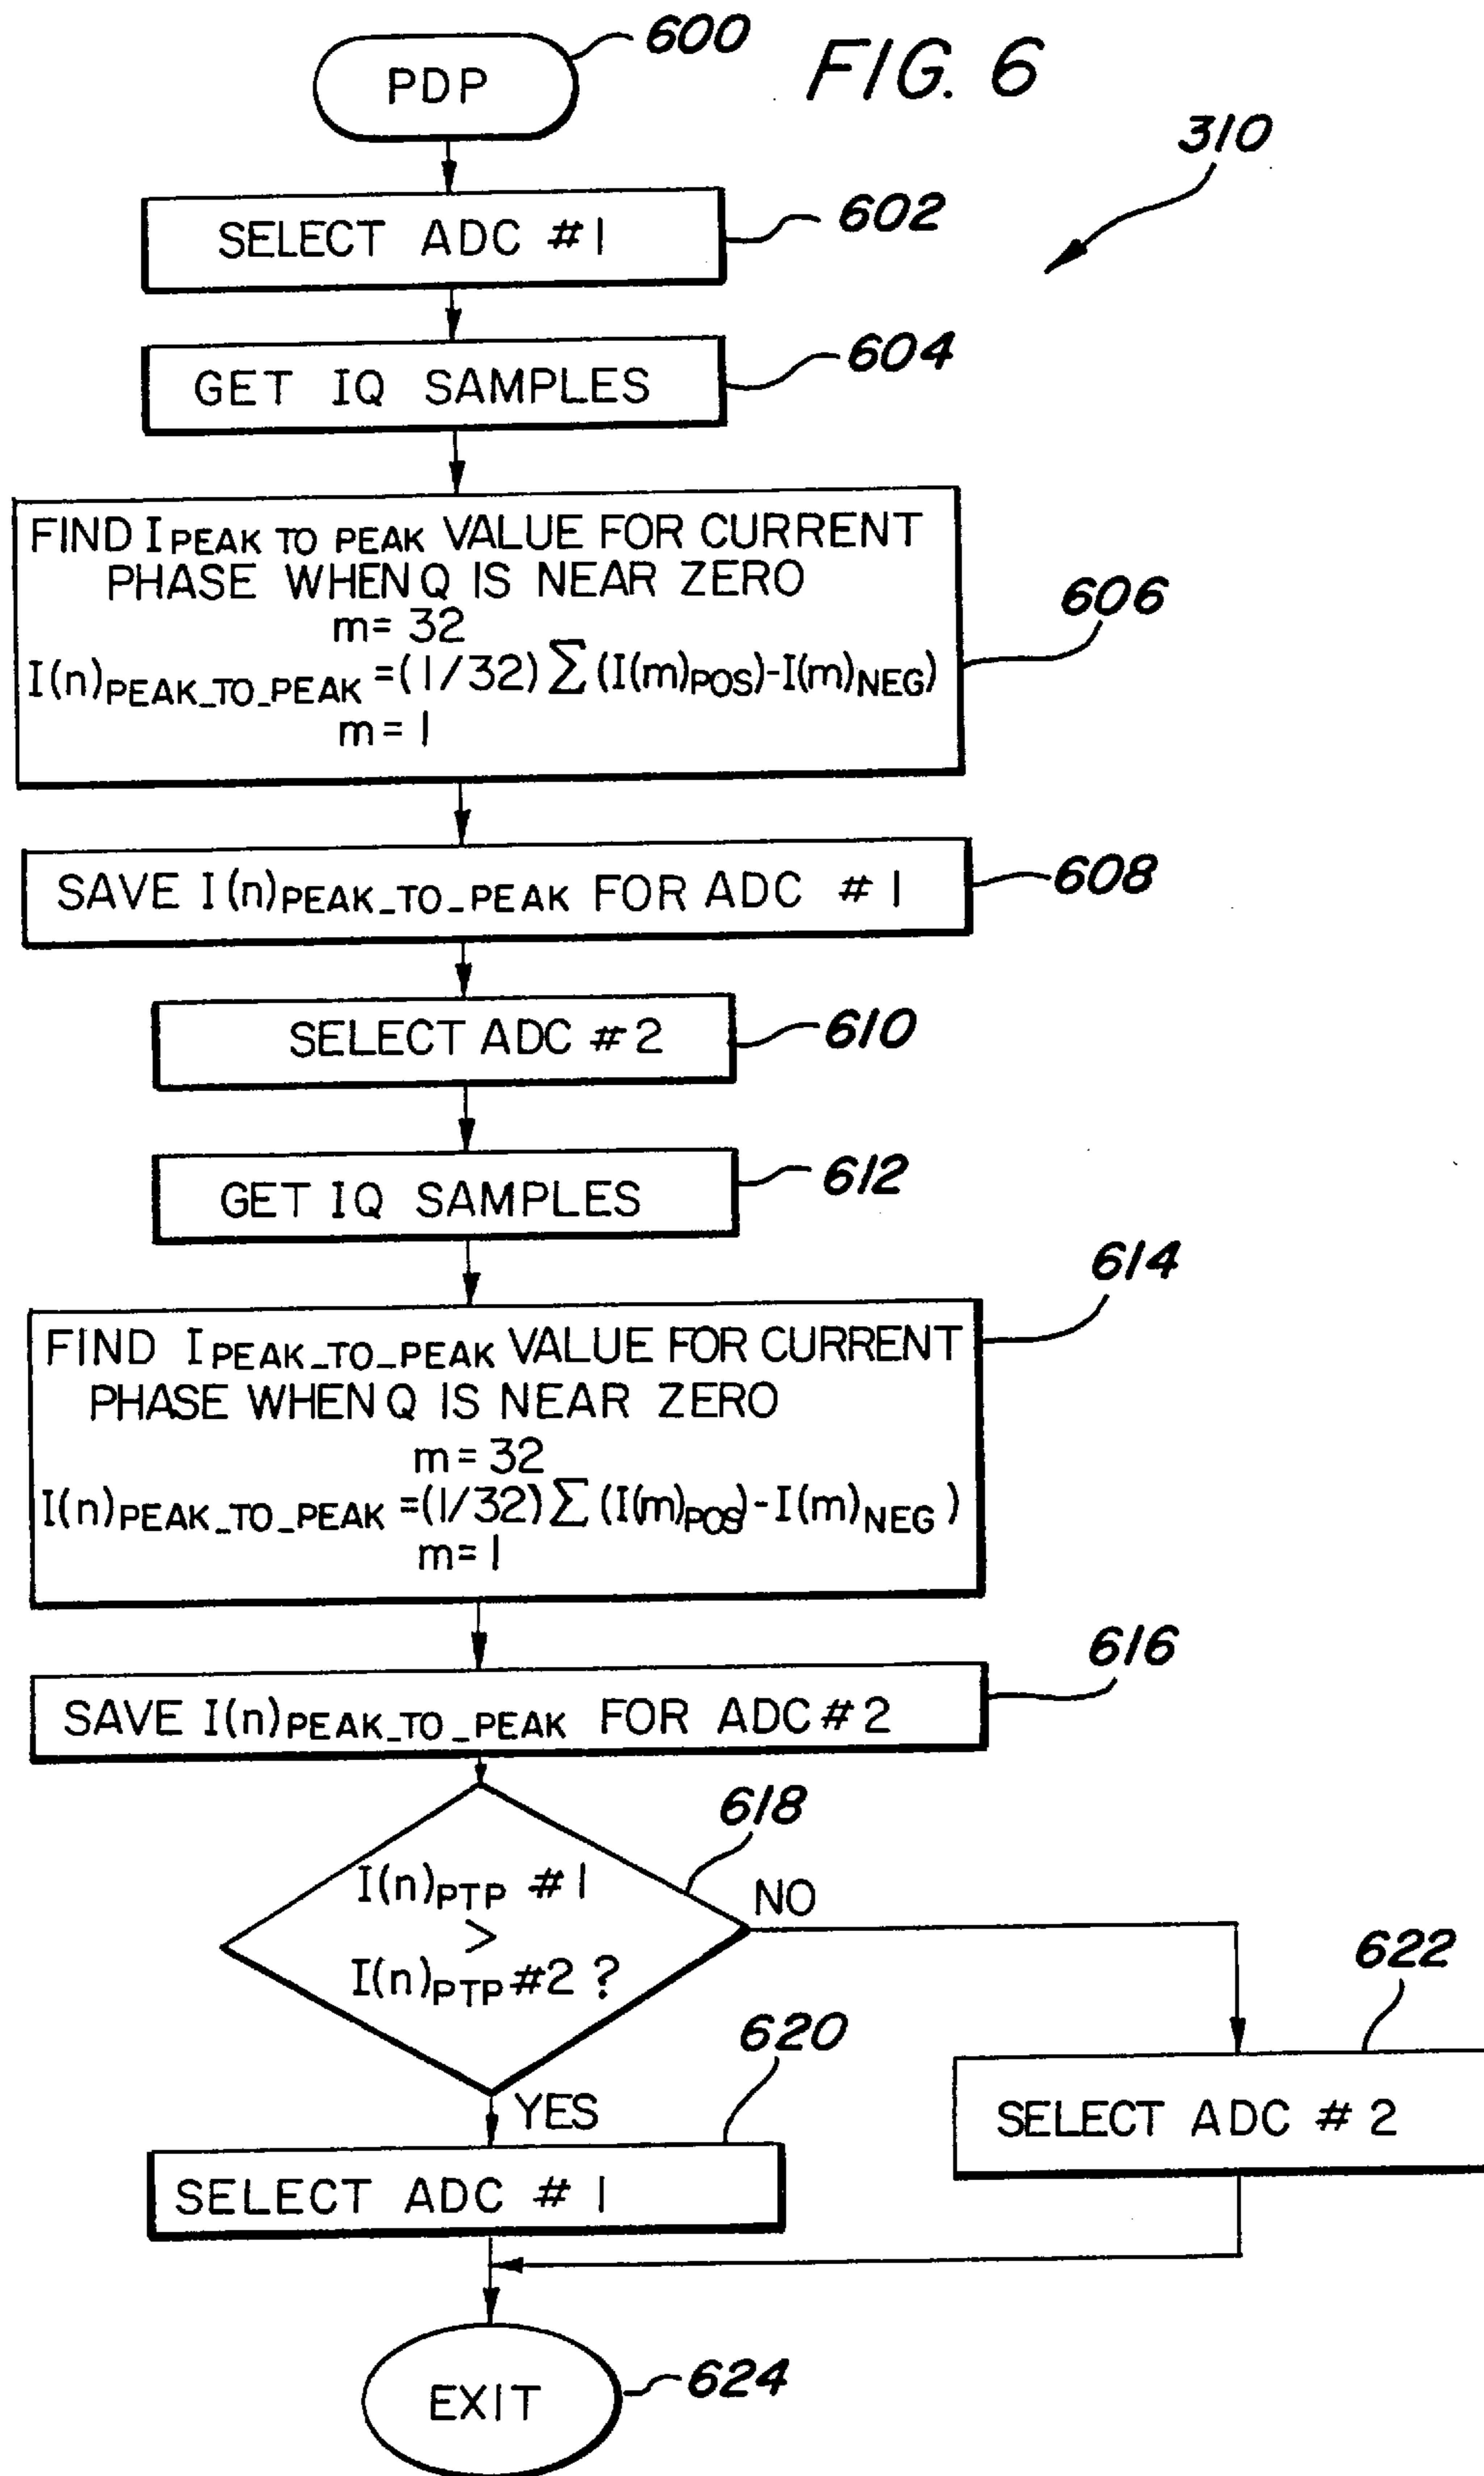 600
FIG. 6
PDP
310
SELECT ADC #1
602
GET IQ SAMPLES
604
FIND I PEAK TO PEAK VALUE FOR CURRENT
PHASE WHEN Q IS NEAR ZERO
m= 32
I(n)PEAK_TO_PEAK =(1/32) Σ (I(m)POS)-I(m)NEG)
m= 1
606
SAVE I(n)PEAK_TO_PEAK FOR ADC #1
608
SELECT ADC #2
610
GET IQ SAMPLES
612
614
FIND I PEAK_TO_PEAK VALUE FOR CURRENT
PHASE WHEN Q IS NEAR ZERO
m= 32
I(n)PEAK_TO_PEAK =(1/32) Σ (I(m)POS)-I(m)NEG)
m= 1
616
SAVE I(n)PEAK_TO_PEAK FOR ADC #2
618
I(n)PTP #1
>
I(n)PTP #2 ?
NO
622
620
YES
SELECT ADC #2
SELECT ADC #1
EXIT
624